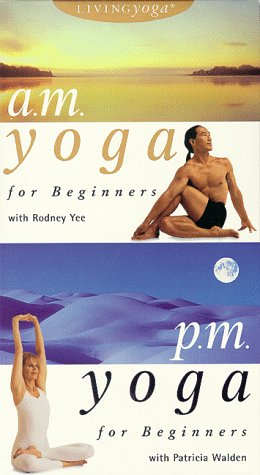 LIVINGyoga®
a.m.
yoga
for Beginners
with Rodney Yee
p.m.
yoga
for Beginners
with Patricia Walden